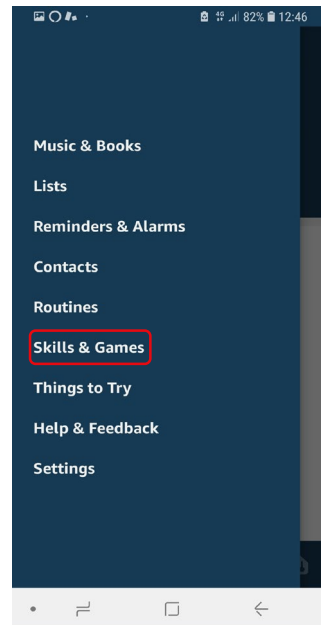 82% 12:46
Music & Books
Lists
Reminders & Alarms
Contacts
Routines
Skills & Games
Things to Try
Help & Feedback
Settings